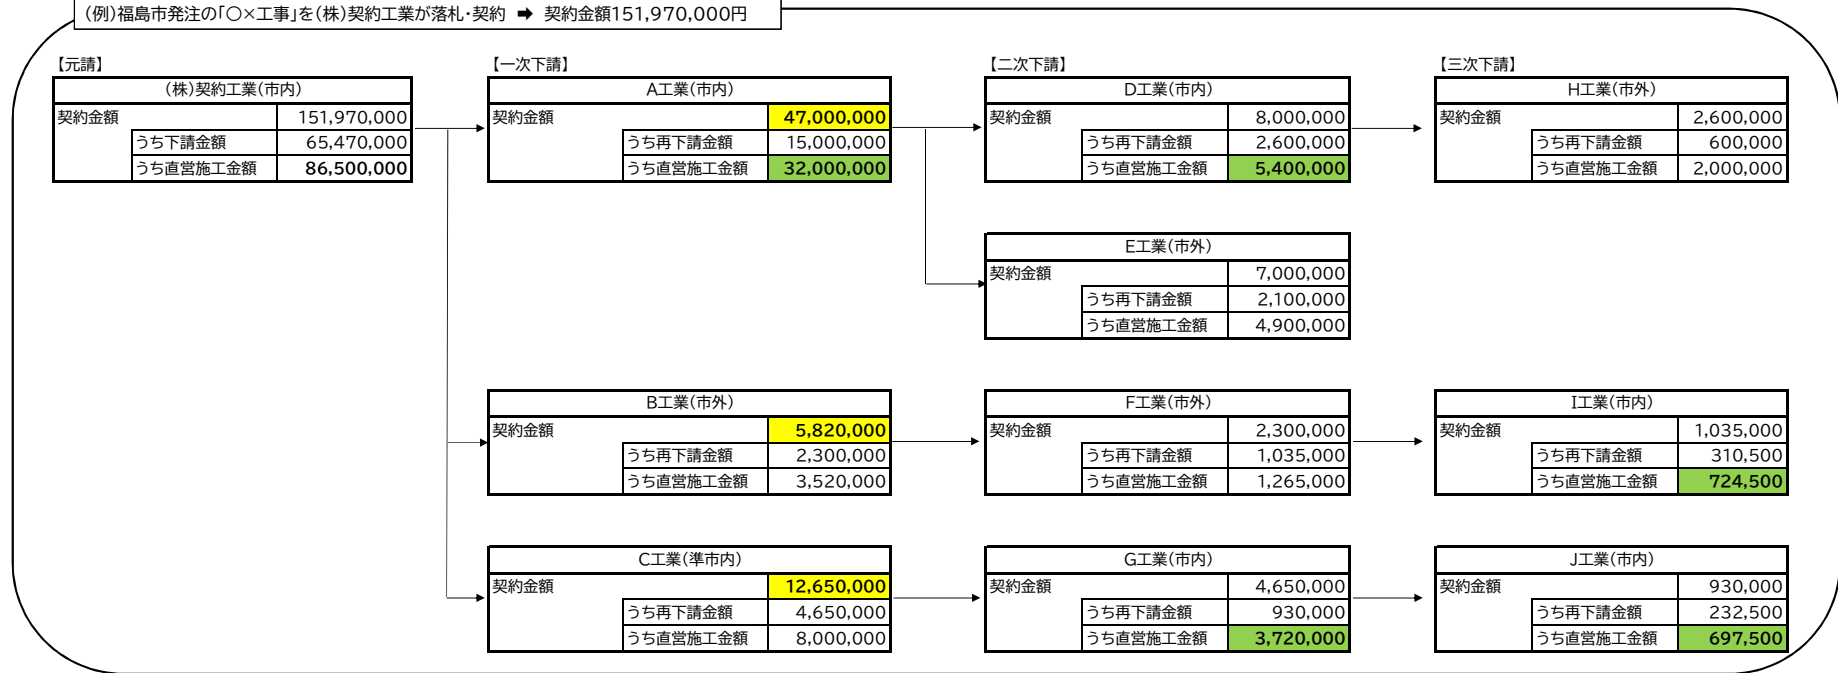 (例)福島市発注の「○×工事」を(株)契約工業が落札・契約 ➡ 契約金額151,970,000円
【元請】
(株)契約工業(市内)
契約金額 151,970,000
うち下請金額 65,470,000
うち直営施工金額 86,500,000
【一次下請】
A工業(市内)
契約金額 47,000,000
うち再下請金額 15,000,000
うち直営施工金額 32,000,000
【二次下請】
D工業(市内)
契約金額 8,000,000
うち再下請金額 2,600,000
うち直営施工金額 5,400,000
【三次下請】
H工業(市外)
契約金額 2,600,000
うち再下請金額 600,000
うち直営施工金額 2,000,000
E工業(市外)
契約金額 7,000,000
うち再下請金額 2,100,000
うち直営施工金額 4,900,000
B工業(市外)
契約金額 5,820,000
うち再下請金額 2,300,000
うち直営施工金額 3,520,000
F工業(市外)
契約金額 2,300,000
うち再下請金額 1,035,000
うち直営施工金額 1,265,000
I工業(市内)
契約金額 1,035,000
うち再下請金額 310,500
うち直営施工金額 724,500
C工業(準市内)
契約金額 12,650,000
うち再下請金額 4,650,000
うち直営施工金額 8,000,000
G工業(市内)
契約金額 4,650,000
うち再下請金額 930,000
うち直営施工金額 3,720,000
J工業(市内)
契約金額 930,000
うち再下請金額 232,500
うち直営施工金額 697,500